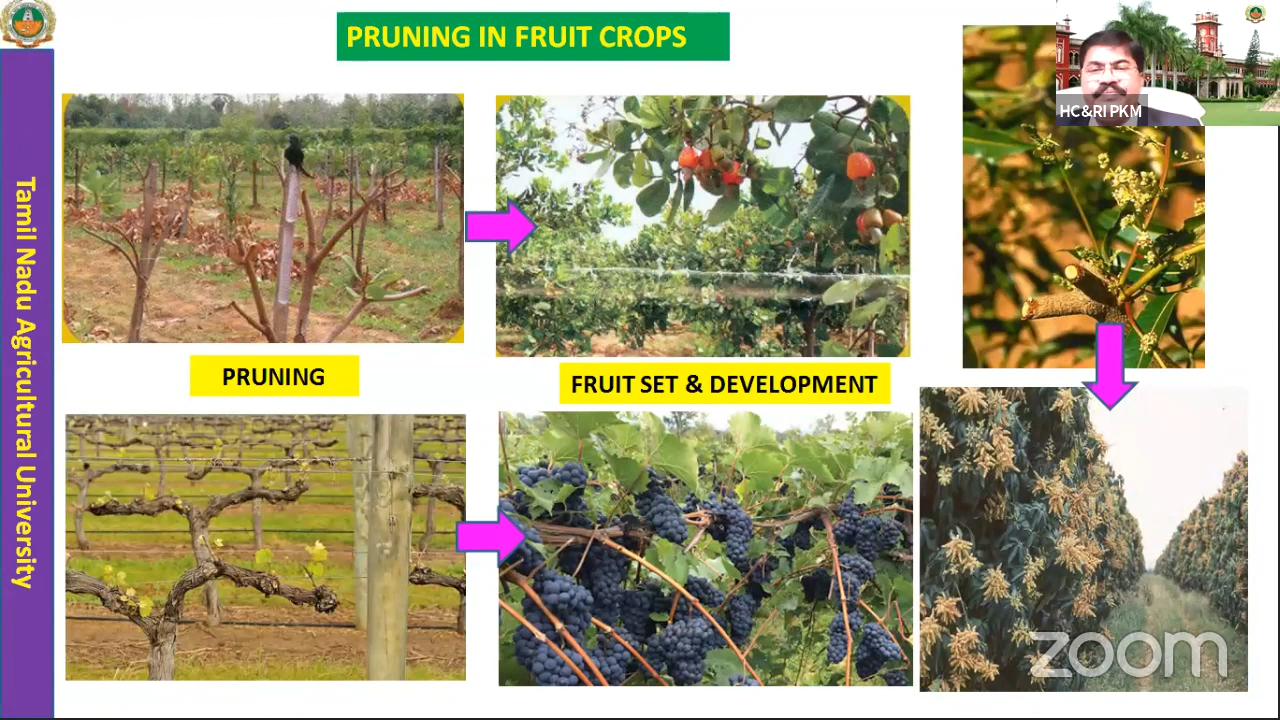 PRUNING IN FRUIT CROPS
HC&RI PKM
Tamil Nadu Agricultural University
PRUNING
FRUIT SET & DEVELOPMENT
zoom